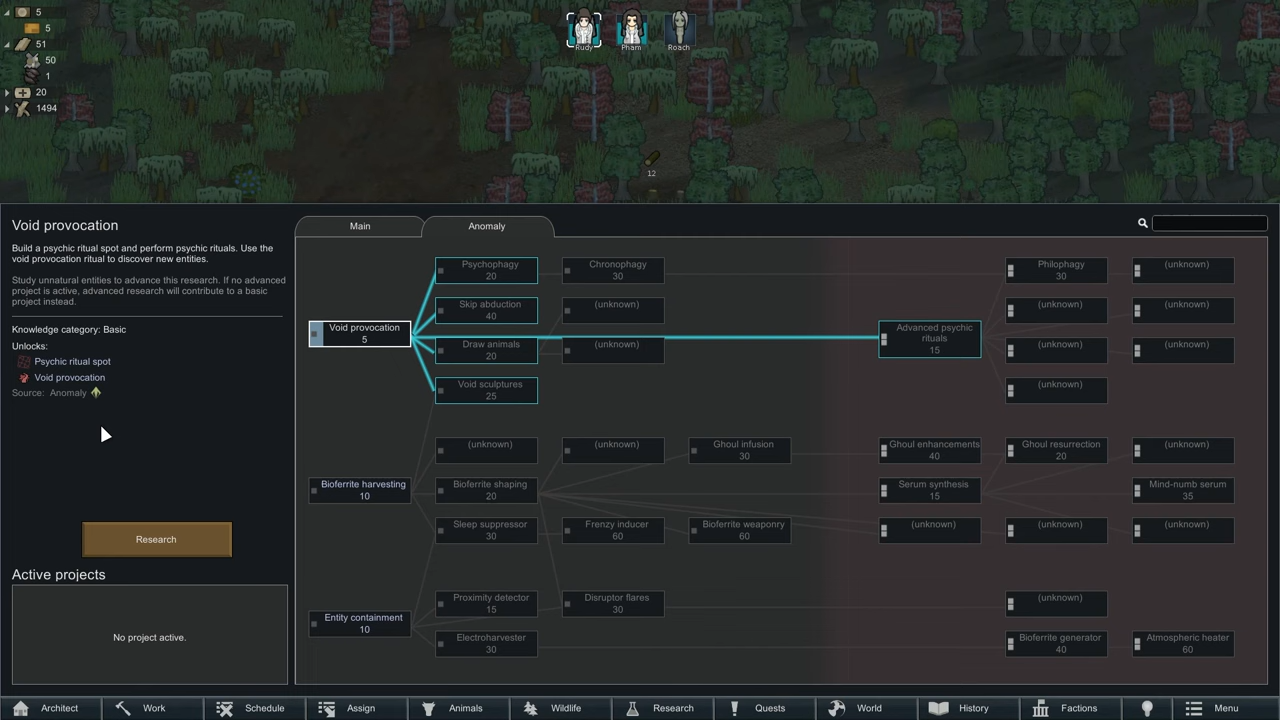 5
5
51
50
1
20
1494
Rudy
Pham
Roach
12
Void provocation
Build a psychic ritual spot and perform psychic rituals. Use the
void provocation ritual to discover new entities.
Study unnatural entities to advance this research. If no advanced
project is active, advanced research will contribute to a basic
project instead.
Knowledge category: Basic
Unlocks:
Psychic ritual spot
Void provocation
Source: Anomaly
Research
Active projects
No project active.
Main
Anomaly
Psychophagy
20
Chronophagy
30
Philophagy
30
(unknown)
Skip abduction
40
(unknown)
(unknown)
(unknown)
Void provocation
5
Advanced psychic
rituals
15
Draw animals
20
(unknown)
(unknown)
(unknown)
Void sculptures
25
(unknown)
(unknown)
(unknown)
Ghoul infusion
30
Ghoul enhancements
40
Ghoul resurrection
20
(unknown)
Bioferrite harvesting
10
Bioferrite shaping
20
Serum synthesis
15
Mind-numb serum
35
Sleep suppressor
30
Frenzy inducer
60
Bioferrite weaponry
60
(unknown)
(unknown)
(unknown)
Entity containment
10
Proximity detector
15
Disruptor flares
30
(unknown)
Electroharvester
30
Bioferrite generator
40
Atmospheric heater
60
Architect
Work
Schedule
Assign
Animals
Wildlife
Research
Quests
World
History
Factions
Menu